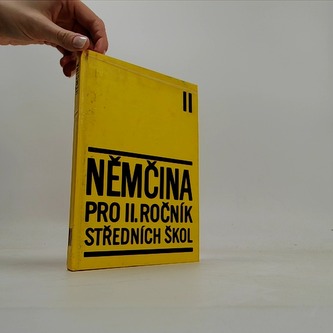 II
NĚMČINA
PRO II. ROČNÍK
STŘEDNÍCH ŠKOL